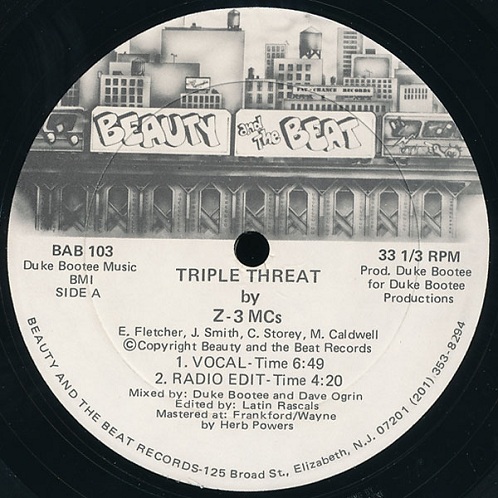 BEAUTY and The BEAT
BAB 103
Duke Bootee Music
BMI
SIDE A
33 1/3 RPM
Prod. Duke Bootee
for Duke Bootee
Productions
TRIPLE THREAT
by
Z-3 MCs
E. Fletcher, J. Smith, C. Storey, M. Caldwell
©Copyright Beauty and the Beat Records
1. VOCAL-Time 6:49
2. RADIO EDIT-Time 4:20
Mixed by: Duke Bootee and Dave Ogrin
Edited by: Latin Rascals
Mastered at: Frankford/Wayne
by Herb Powers
BEAUTY AND THE BEAT RECORDS-125 Broad St., Elizabeth, N.J. 07201 (201) 353-8294